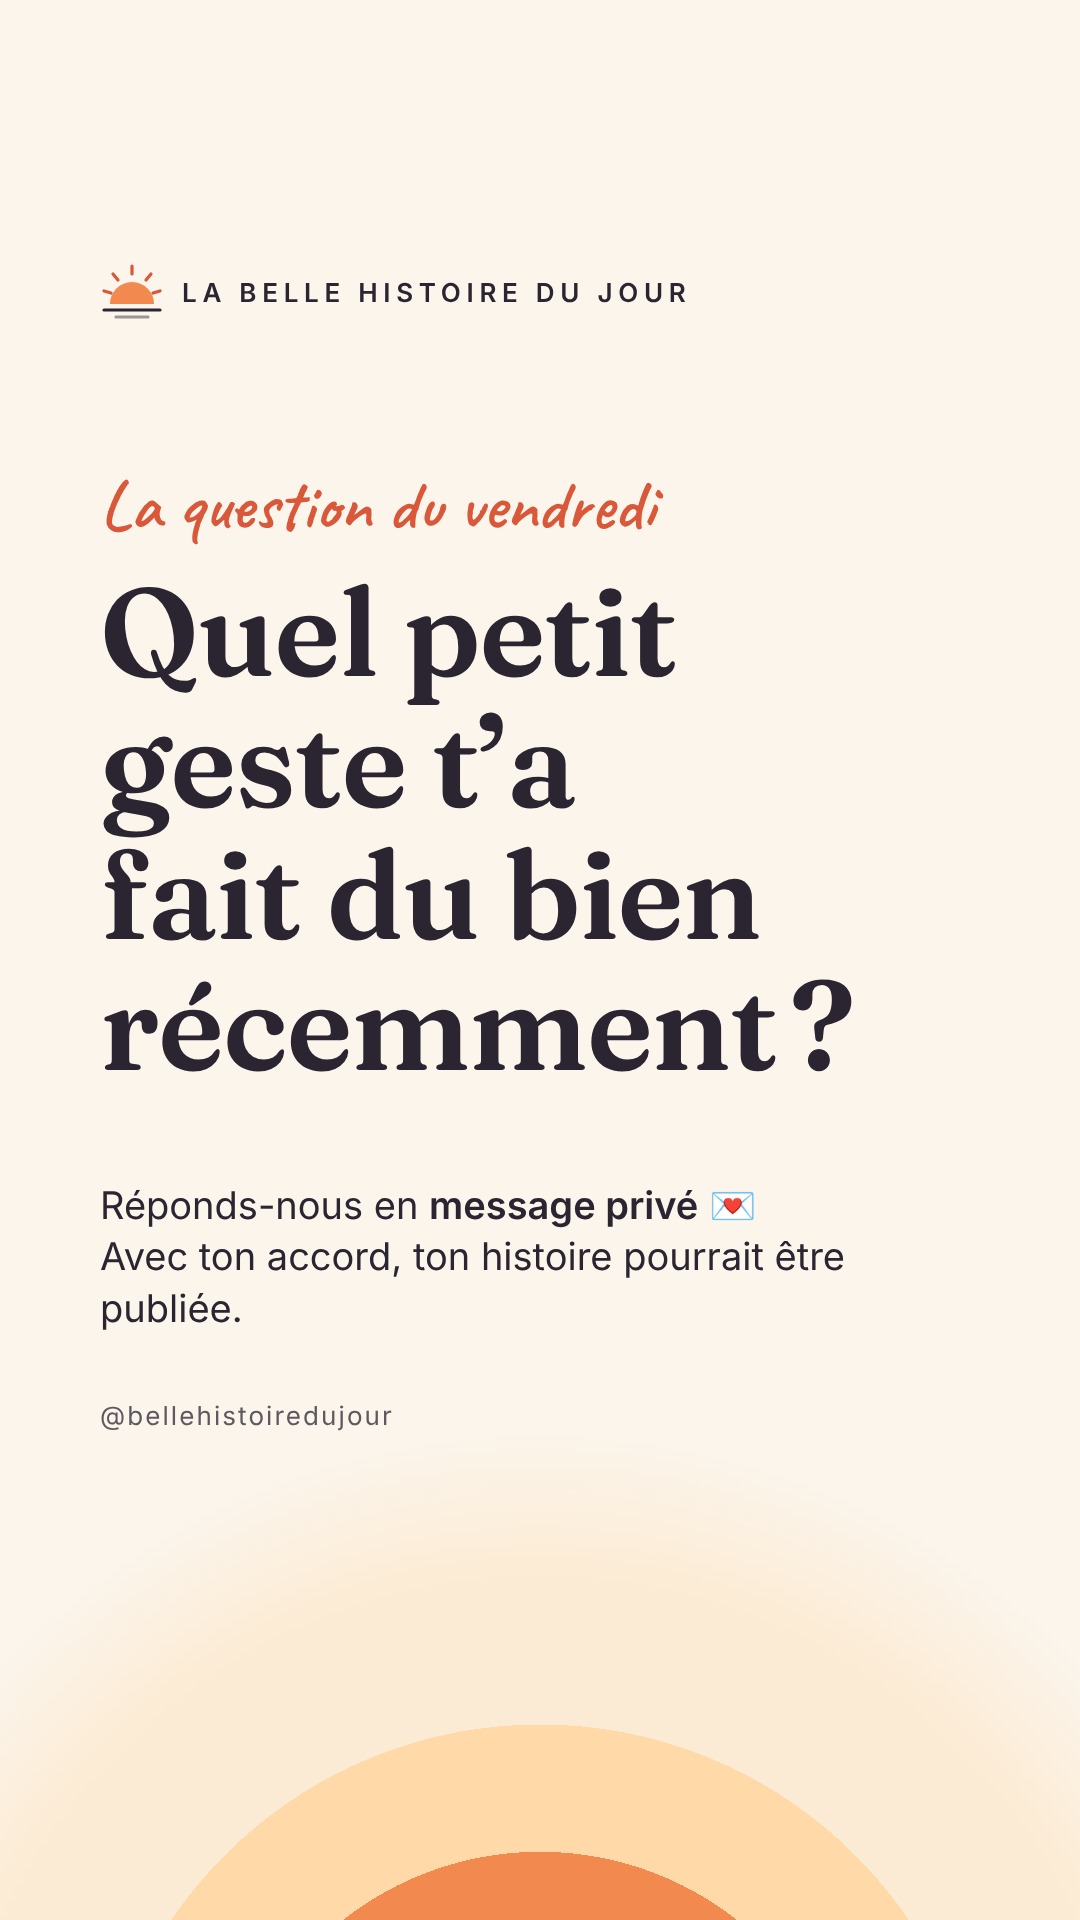 LA BELLE HISTOIRE DU JOUR
La question du vendredi
Quel petit
geste t’a
fait du bien
récemment ?
Réponds-nous en message privé 💌
Avec ton accord, ton histoire pourrait être
publiée.
@bellehistoiredujour